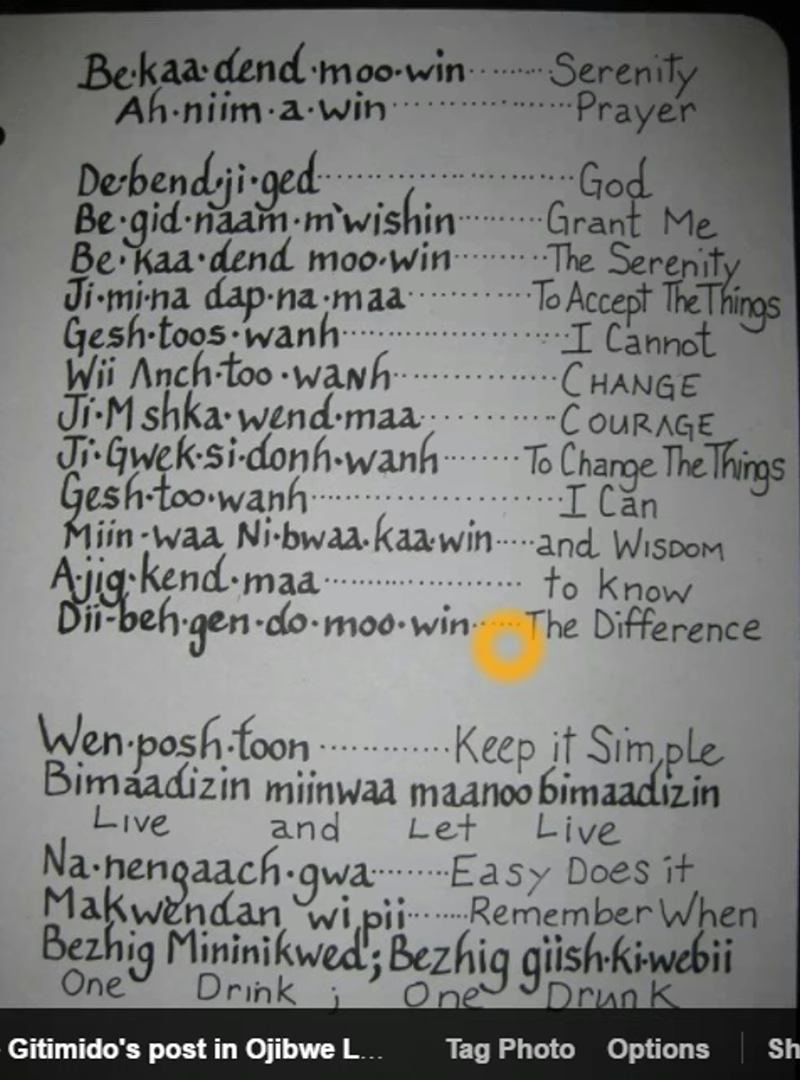 Be·kaa·dend·moo·win········Serenity
Ah·niim·a·win·················Prayer
De·bend·ji·ged························God
Be·gid·naam·m'wishin·········Grant Me
Be·kaa·dend moo·win·········The Serenity
Ji·mi·na dap·na·maa············To Accept The Things
Gesh·toos·wanh······················I Cannot
Wii Anch·too·wanh················CHANGE
Ji·M shka·wend·maa·············COURAGE
Ji·Gwek·si·donh·wanh·······To Change The Things
Gesh·too·wanh························I Can
Miin-waa Ni·bwaa·kaa·win····and WISDOM
A·jig·kend·maa····················· to know
Dii-beh·gen·do·moo·win······The Difference
Wen·posh·toon ············Keep it Simple
Bimaadizin miinwaa maanoo bimaadizin
Live and Let Live
Na·nengaach·gwa········Easy Does it
Makwendan wi pii·······Remember When
Bezhig Mininikwed; Bezhig giish·ki·webii
One Drink ; One Drunk
Gitimido's post in Ojibwe L... Tag Photo Options Sh